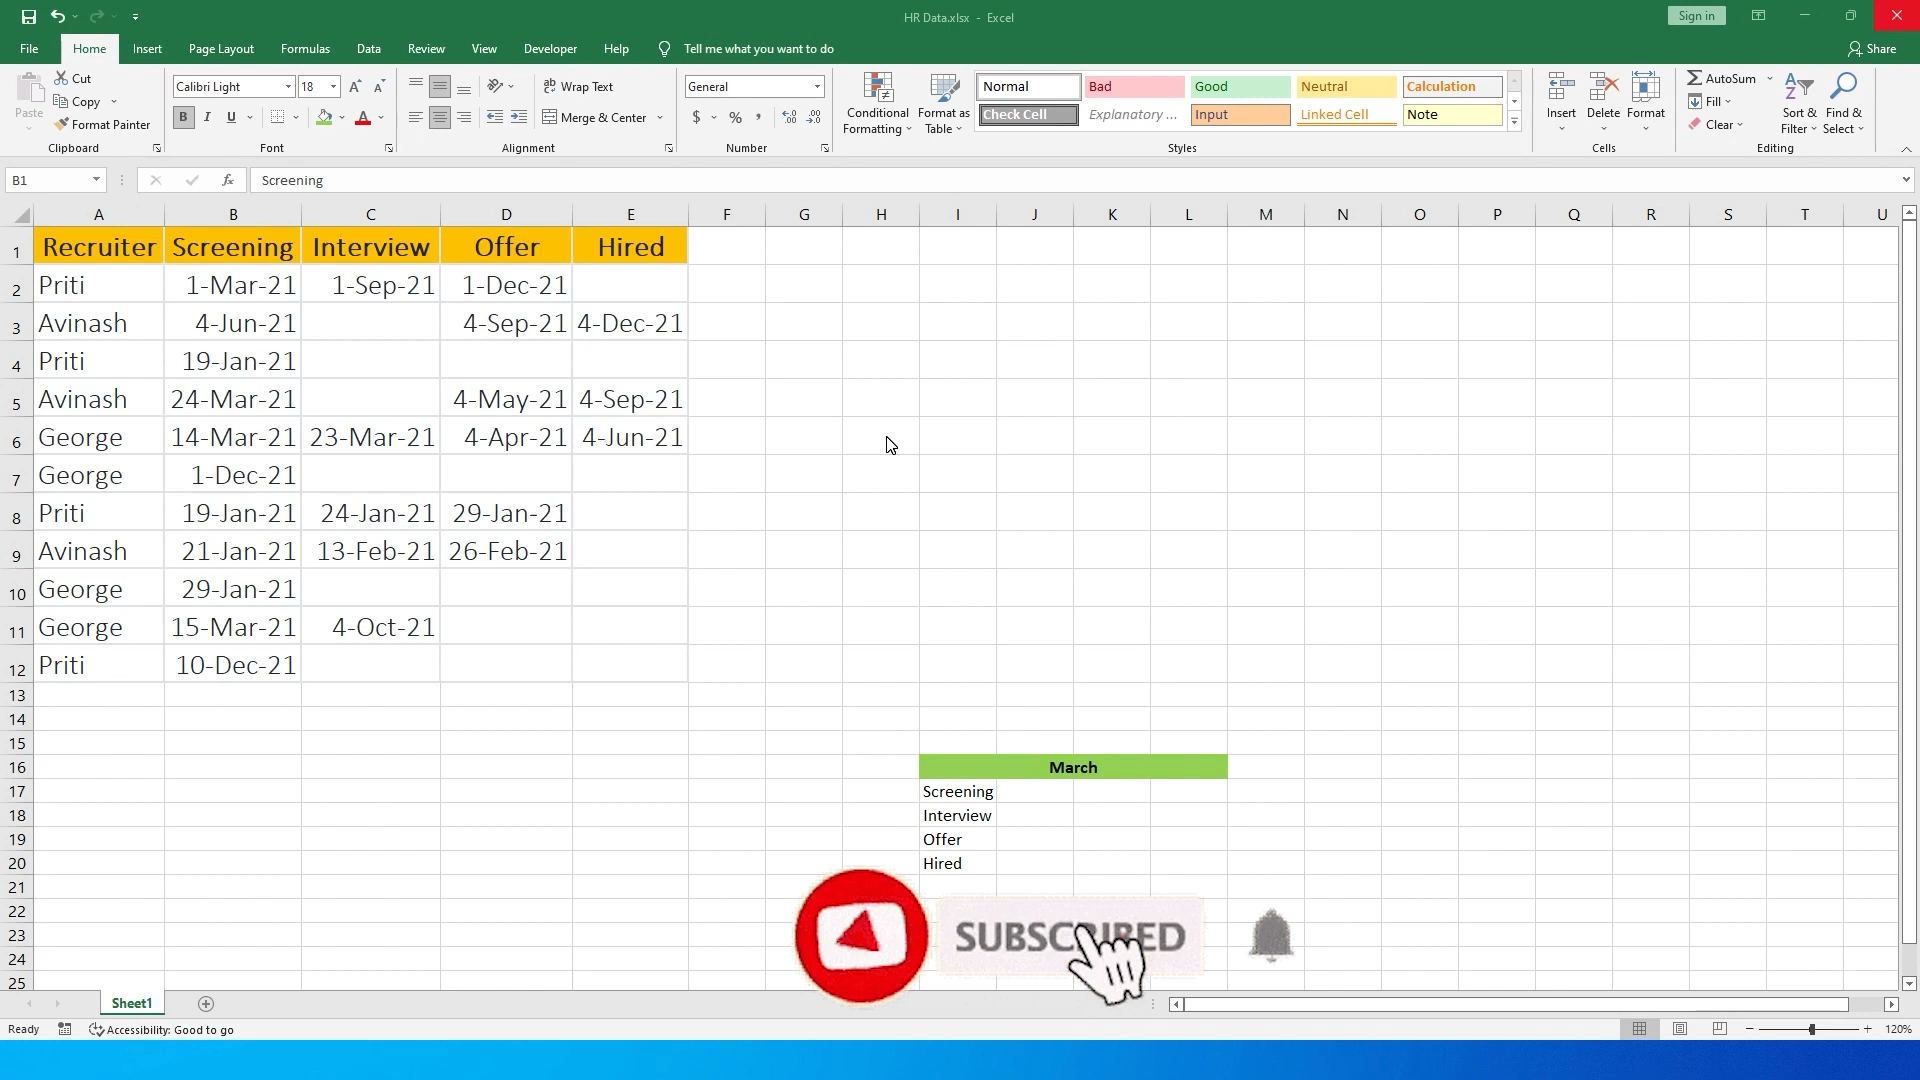 HR Data.xlsx - Excel
Sign in
File Home Insert Page Layout Formulas Data Review View Developer Help Tell me what you want to do Share
Paste
Cut
Copy
Format Painter
Clipboard
Calibri Light 18
B I U
Font
Wrap Text
Merge & Center
Alignment
General
$ % ,
Number
Conditional Formatting
Format as Table
Normal Bad Good Neutral Calculation
Check Cell Explanatory ... Input Linked Cell Note
Styles
Insert Delete Format
Cells
AutoSum
Fill
Clear
Sort & Filter
Find & Select
Editing
B1 fx Screening
A B C D E F G H I J K L M N O P Q R S T U
1 Recruiter Screening Interview Offer Hired
2 Priti 1-Mar-21 1-Sep-21 1-Dec-21
3 Avinash 4-Jun-21 4-Sep-21 4-Dec-21
4 Priti 19-Jan-21
5 Avinash 24-Mar-21 4-May-21 4-Sep-21
6 George 14-Mar-21 23-Mar-21 4-Apr-21 4-Jun-21
7 George 1-Dec-21
8 Priti 19-Jan-21 24-Jan-21 29-Jan-21
9 Avinash 21-Jan-21 13-Feb-21 26-Feb-21
10 George 29-Jan-21
11 George 15-Mar-21 4-Oct-21
12 Priti 10-Dec-21
13
14
15
16 March
17 Screening
18 Interview
19 Offer
20 Hired
21
22
23 SUBSCRIBED
24
25
Sheet1
Ready Accessibility: Good to go 120%